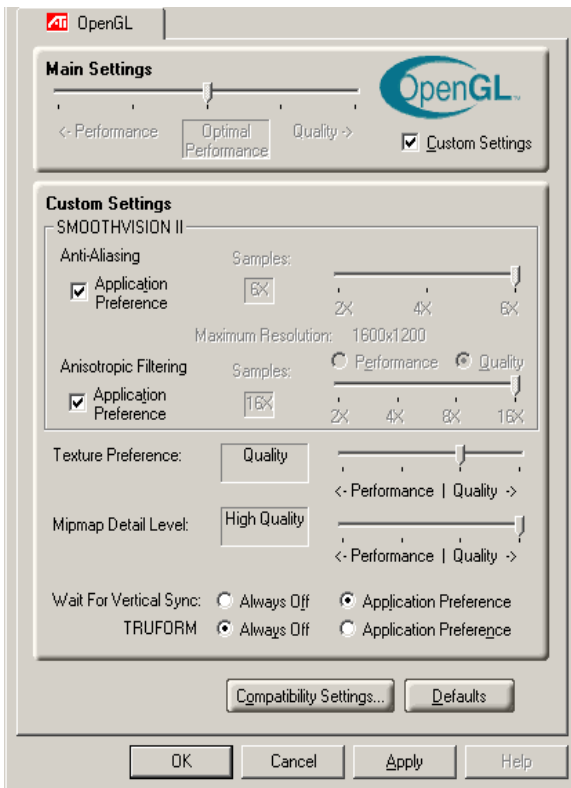 ATI OpenGL
Main Settings
OpenGL™
<- Performance Optimal Performance Quality ->
Custom Settings
Custom Settings
SMOOTHVISION II
Anti-Aliasing Samples:
Application Preference 6X
2X 4X 6X
Maximum Resolution: 1600x1200
Anisotropic Filtering Samples: Performance Quality
Application Preference 16X
2X 4X 8X 16X
Texture Preference: Quality
<- Performance | Quality ->
Mipmap Detail Level: High Quality
<- Performance | Quality ->
Wait For Vertical Sync: Always Off Application Preference
TRUFORM Always Off Application Preference
Compatibility Settings... Defaults
OK Cancel Apply Help